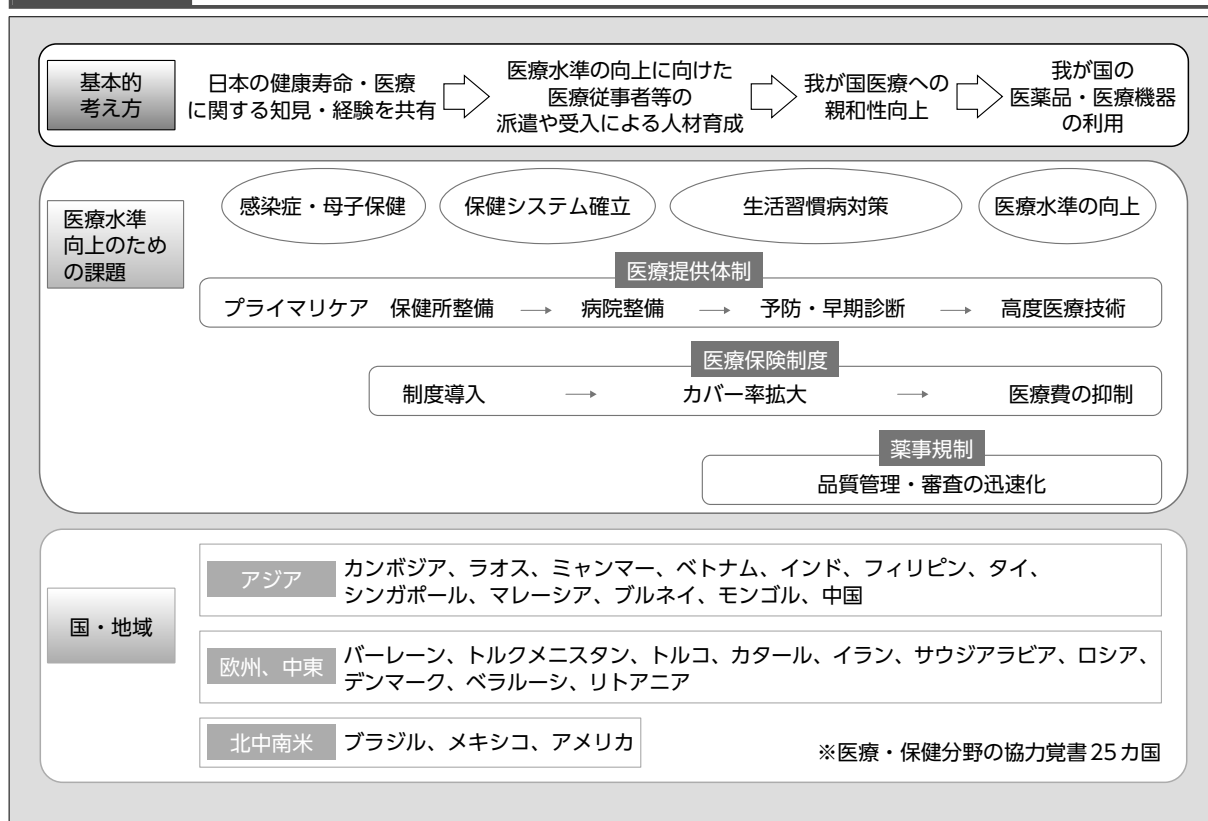 基本的
考え方
日本の健康寿命・医療
に関する知見・経験を共有
医療水準の向上に向けた
医療従事者等の
派遣や受入による人材育成
我が国医療への
親和性向上
我が国の
医薬品・医療機器
の利用
医療水準
向上のため
の課題
感染症・母子保健
保健システム確立
生活習慣病対策
医療水準の向上
医療提供体制
プライマリケア 保健所整備 → 病院整備 → 予防・早期診断 → 高度医療技術
医療保険制度
制度導入 → カバー率拡大 → 医療費の抑制
薬事規制
品質管理・審査の迅速化
国・地域
アジア
カンボジア、ラオス、ミャンマー、ベトナム、インド、フィリピン、タイ、
シンガポール、マレーシア、ブルネイ、モンゴル、中国
欧州、中東
バーレーン、トルクメニスタン、トルコ、カタール、イラン、サウジアラビア、ロシア、
デンマーク、ベラルーシ、リトアニア
北中南米
ブラジル、メキシコ、アメリカ
※医療・保健分野の協力覚書25カ国